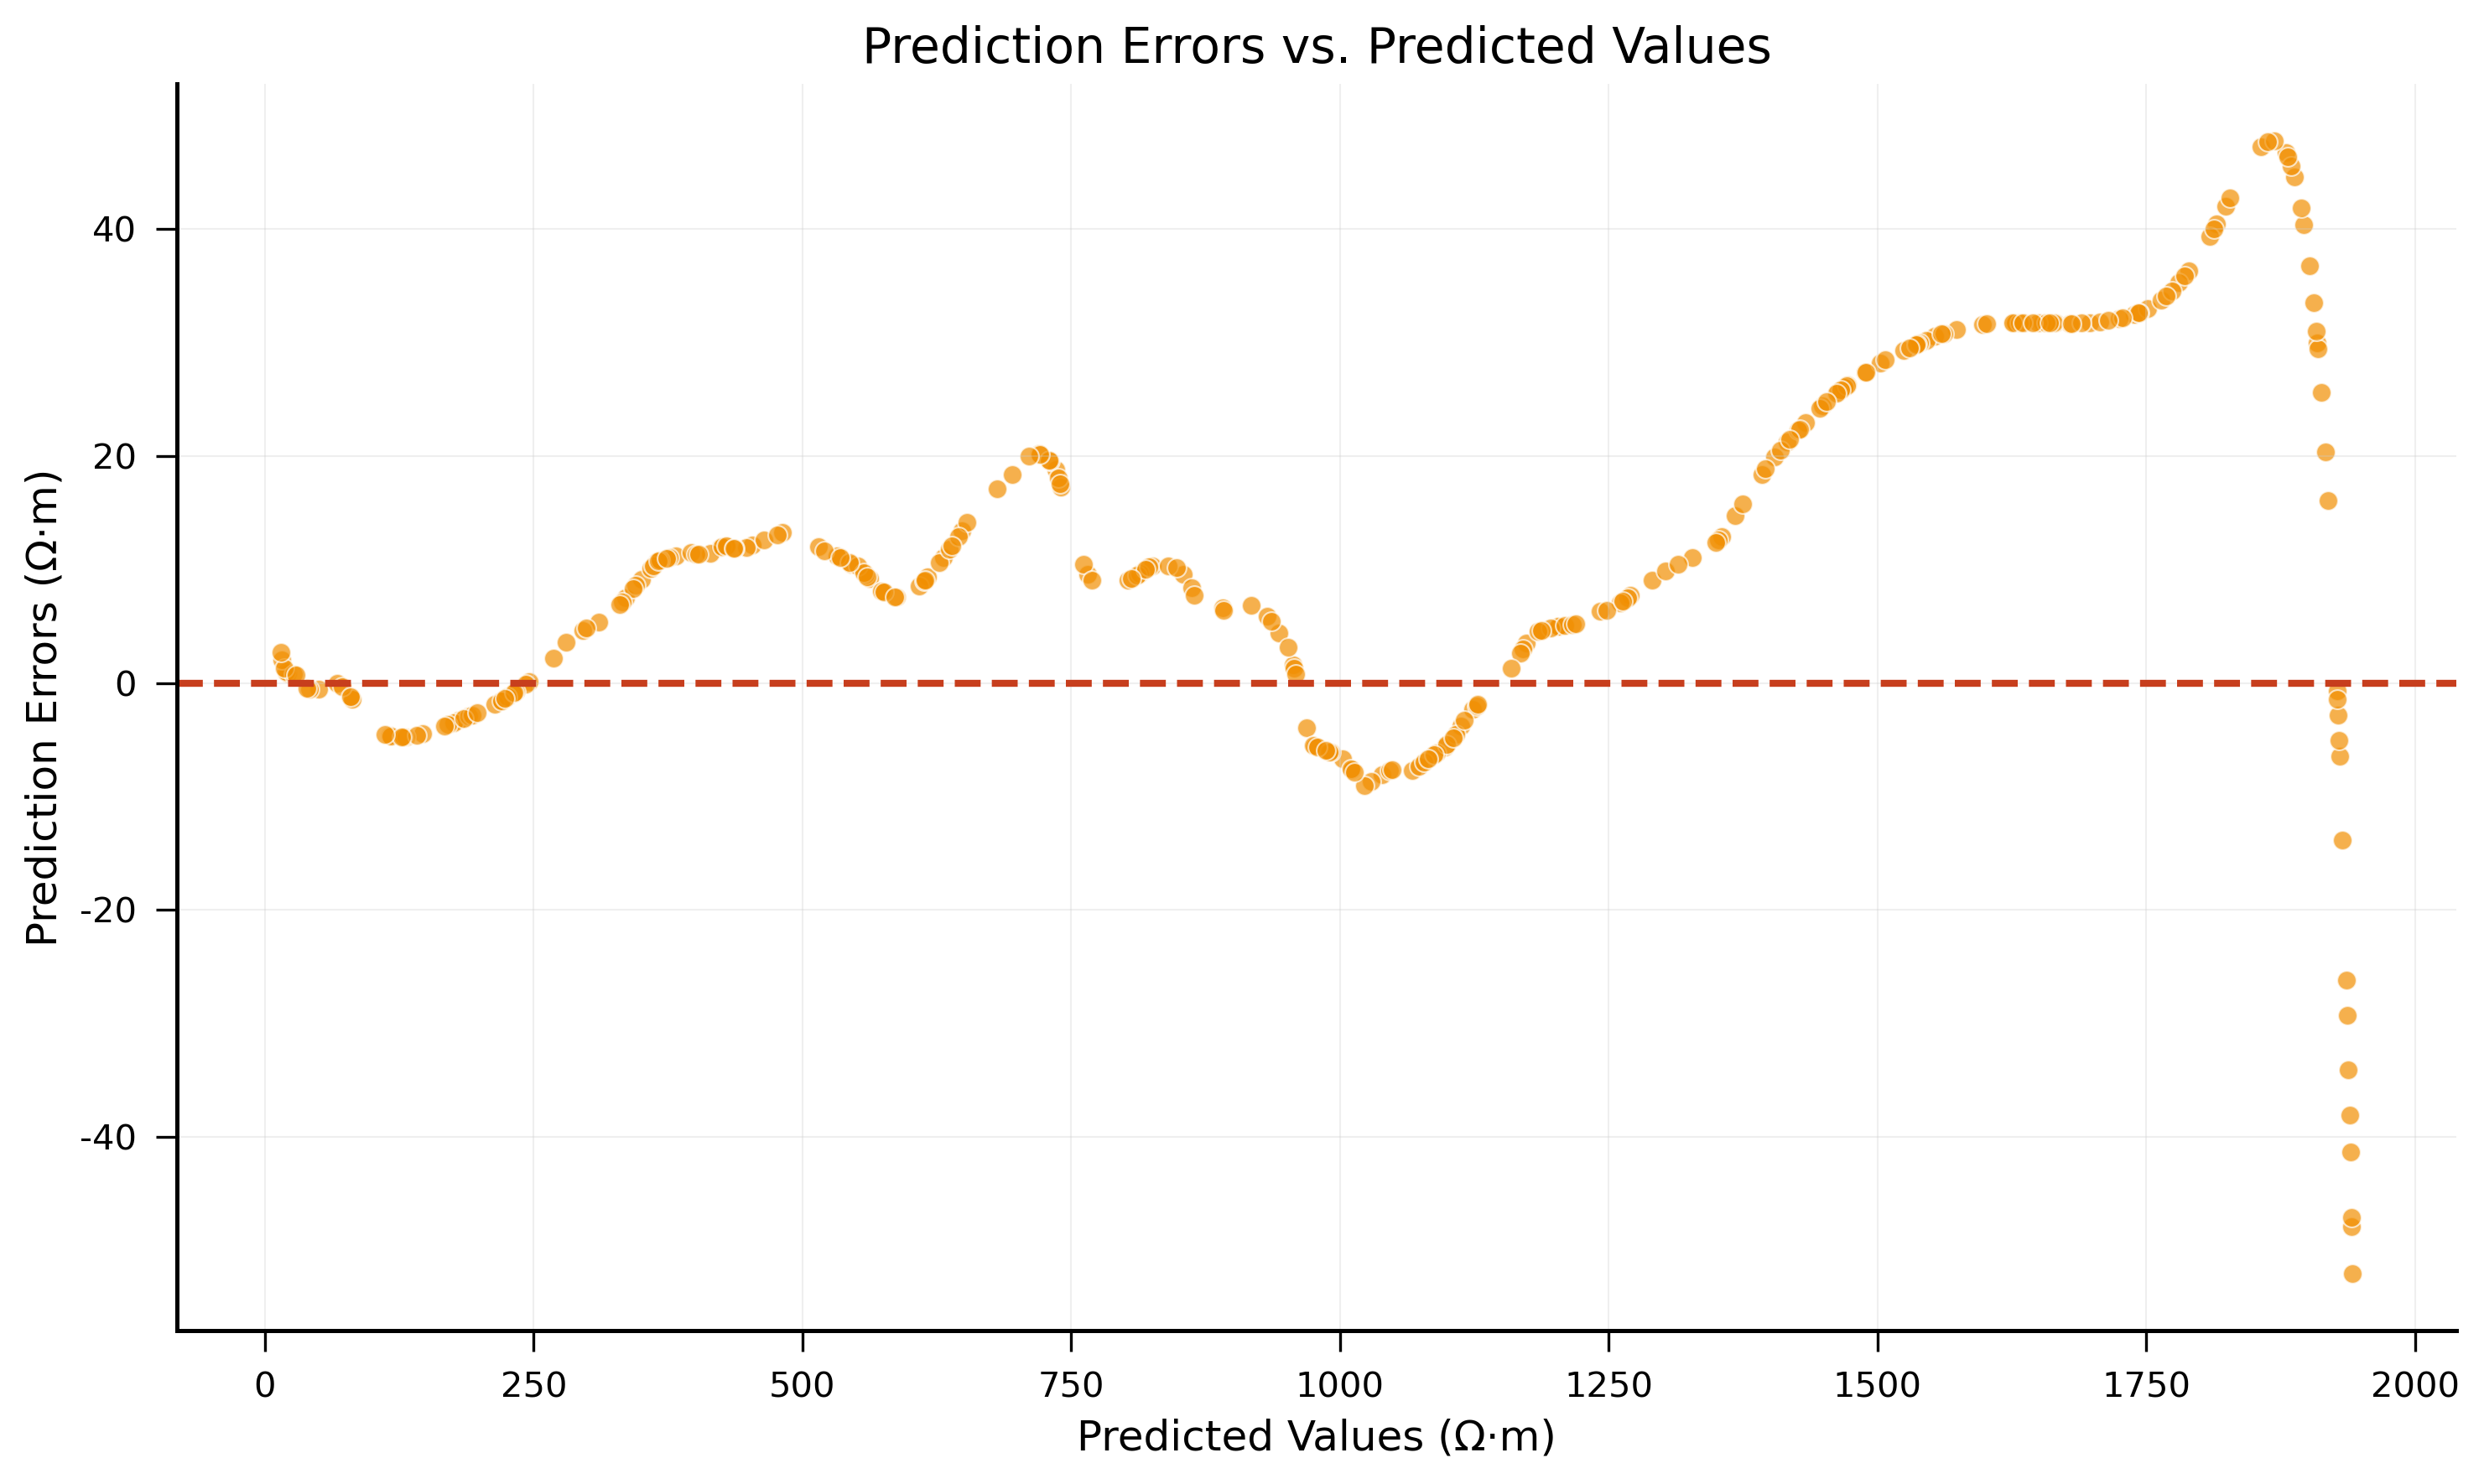 Prediction Errors vs. Predicted Values
Prediction Errors (Ω·m)
40
20
0
-20
-40
0 250 500 750 1000 1250 1500 1750 2000
Predicted Values (Ω·m)